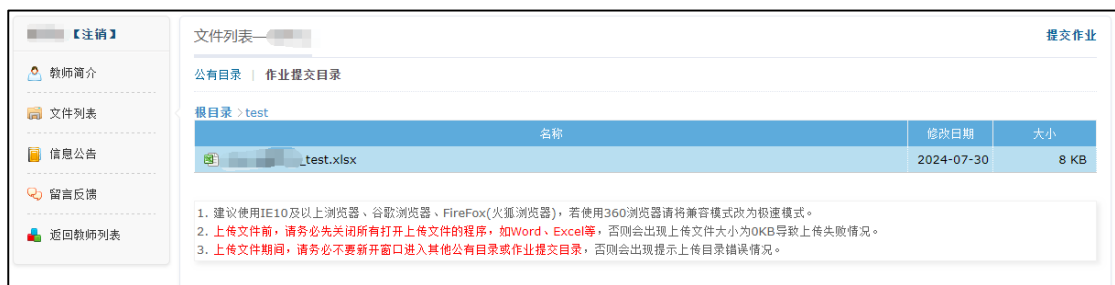 【注销】
教师简介
文件列表
信息公告
留言反馈
返回教师列表
文件列表—
提交作业
公有目录 | 作业提交目录
根目录 >test
名称 修改日期 大小
_test.xlsx 2024-07-30 8 KB
1. 建议使用IE10及以上浏览器、谷歌浏览器、FireFox(火狐浏览器)，若使用360浏览器请将兼容模式改为极速模式。
2. 上传文件前，请务必先关闭所有打开上传文件的程序，如Word、Excel等，否则会出现上传文件大小为0KB导致上传失败情况。
3. 上传文件期间，请务必不要新开窗口进入其他公有目录或作业提交目录，否则会出现提示上传目录错误情况。